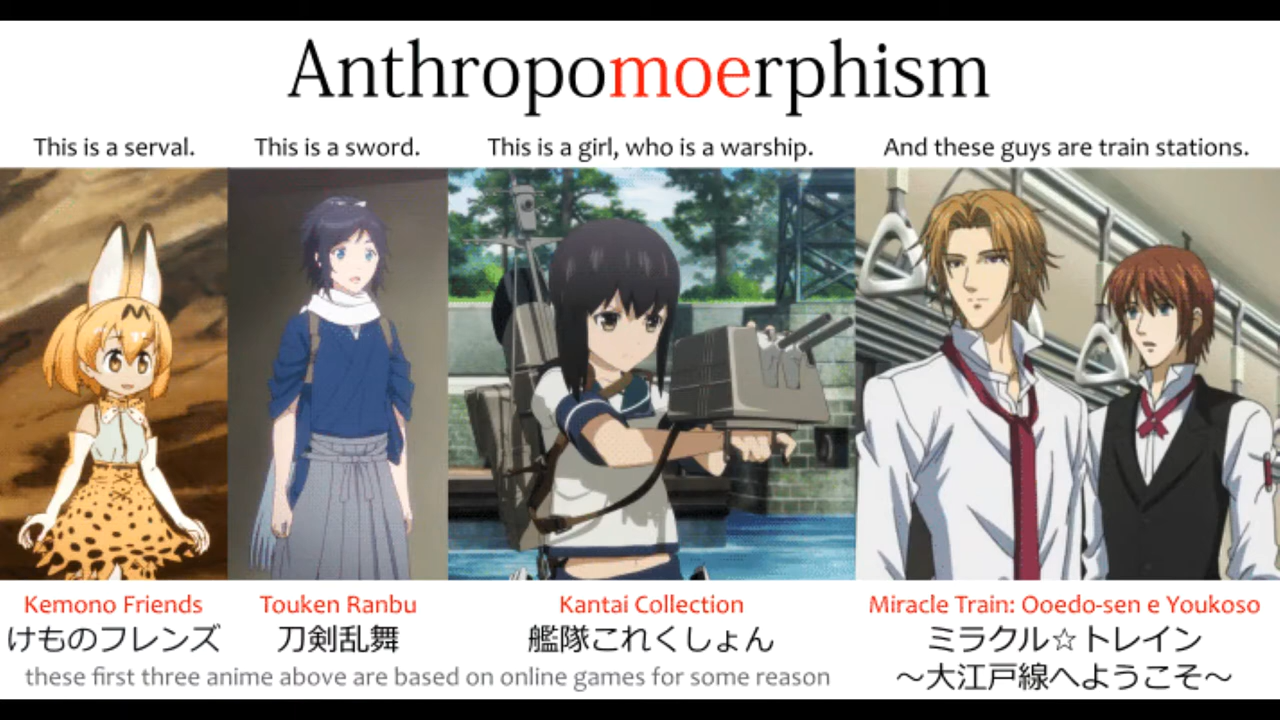 Anthropomoerphism
This is a serval.
This is a sword.
This is a girl, who is a warship.
And these guys are train stations.
Kemono Friends
けものフレンズ
Touken Ranbu
刀剣乱舞
Kantai Collection
艦隊これくしょん
these first three anime above are based on online games for some reason
Miracle Train: Ooedo-sen e Youkoso
ミラクル☆トレイン
～大江戸線へようこそ～